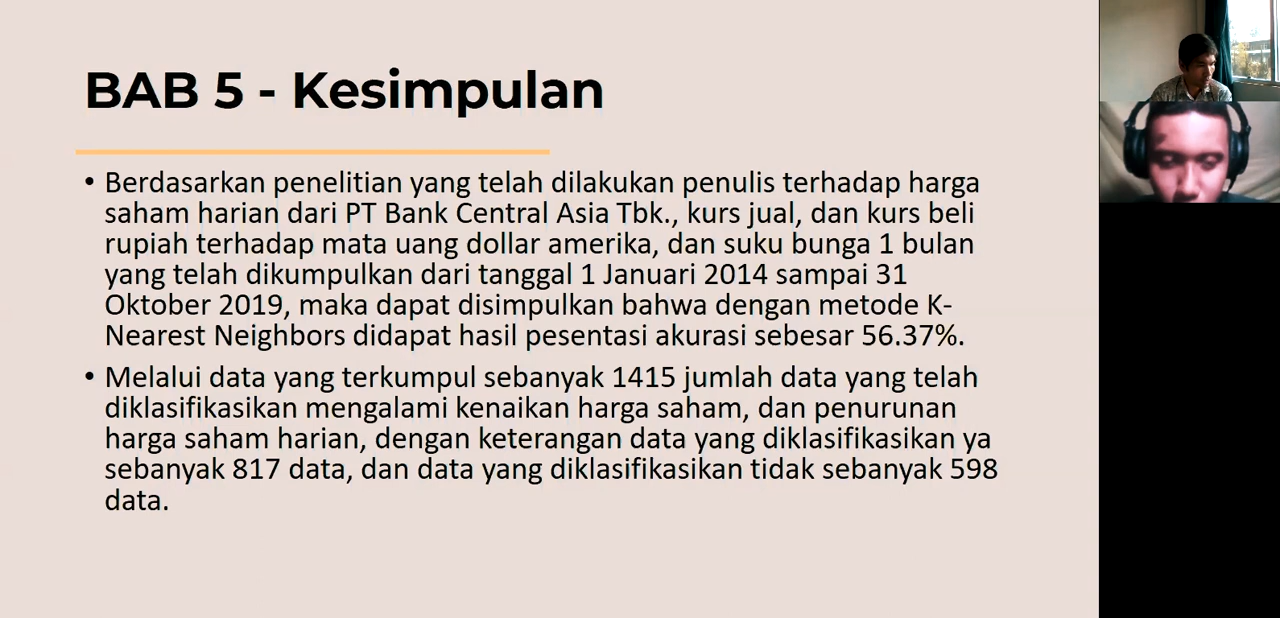 BAB 5 - Kesimpulan
• Berdasarkan penelitian yang telah dilakukan penulis terhadap harga
saham harian dari PT Bank Central Asia Tbk., kurs jual, dan kurs beli
rupiah terhadap mata uang dollar amerika, dan suku bunga 1 bulan
yang telah dikumpulkan dari tanggal 1 Januari 2014 sampai 31
Oktober 2019, maka dapat disimpulkan bahwa dengan metode K-
Nearest Neighbors didapat hasil pesentasi akurasi sebesar 56.37%.
• Melalui data yang terkumpul sebanyak 1415 jumlah data yang telah
diklasifikasikan mengalami kenaikan harga saham, dan penurunan
harga saham harian, dengan keterangan data yang diklasifikasikan ya
sebanyak 817 data, dan data yang diklasifikasikan tidak sebanyak 598
data.